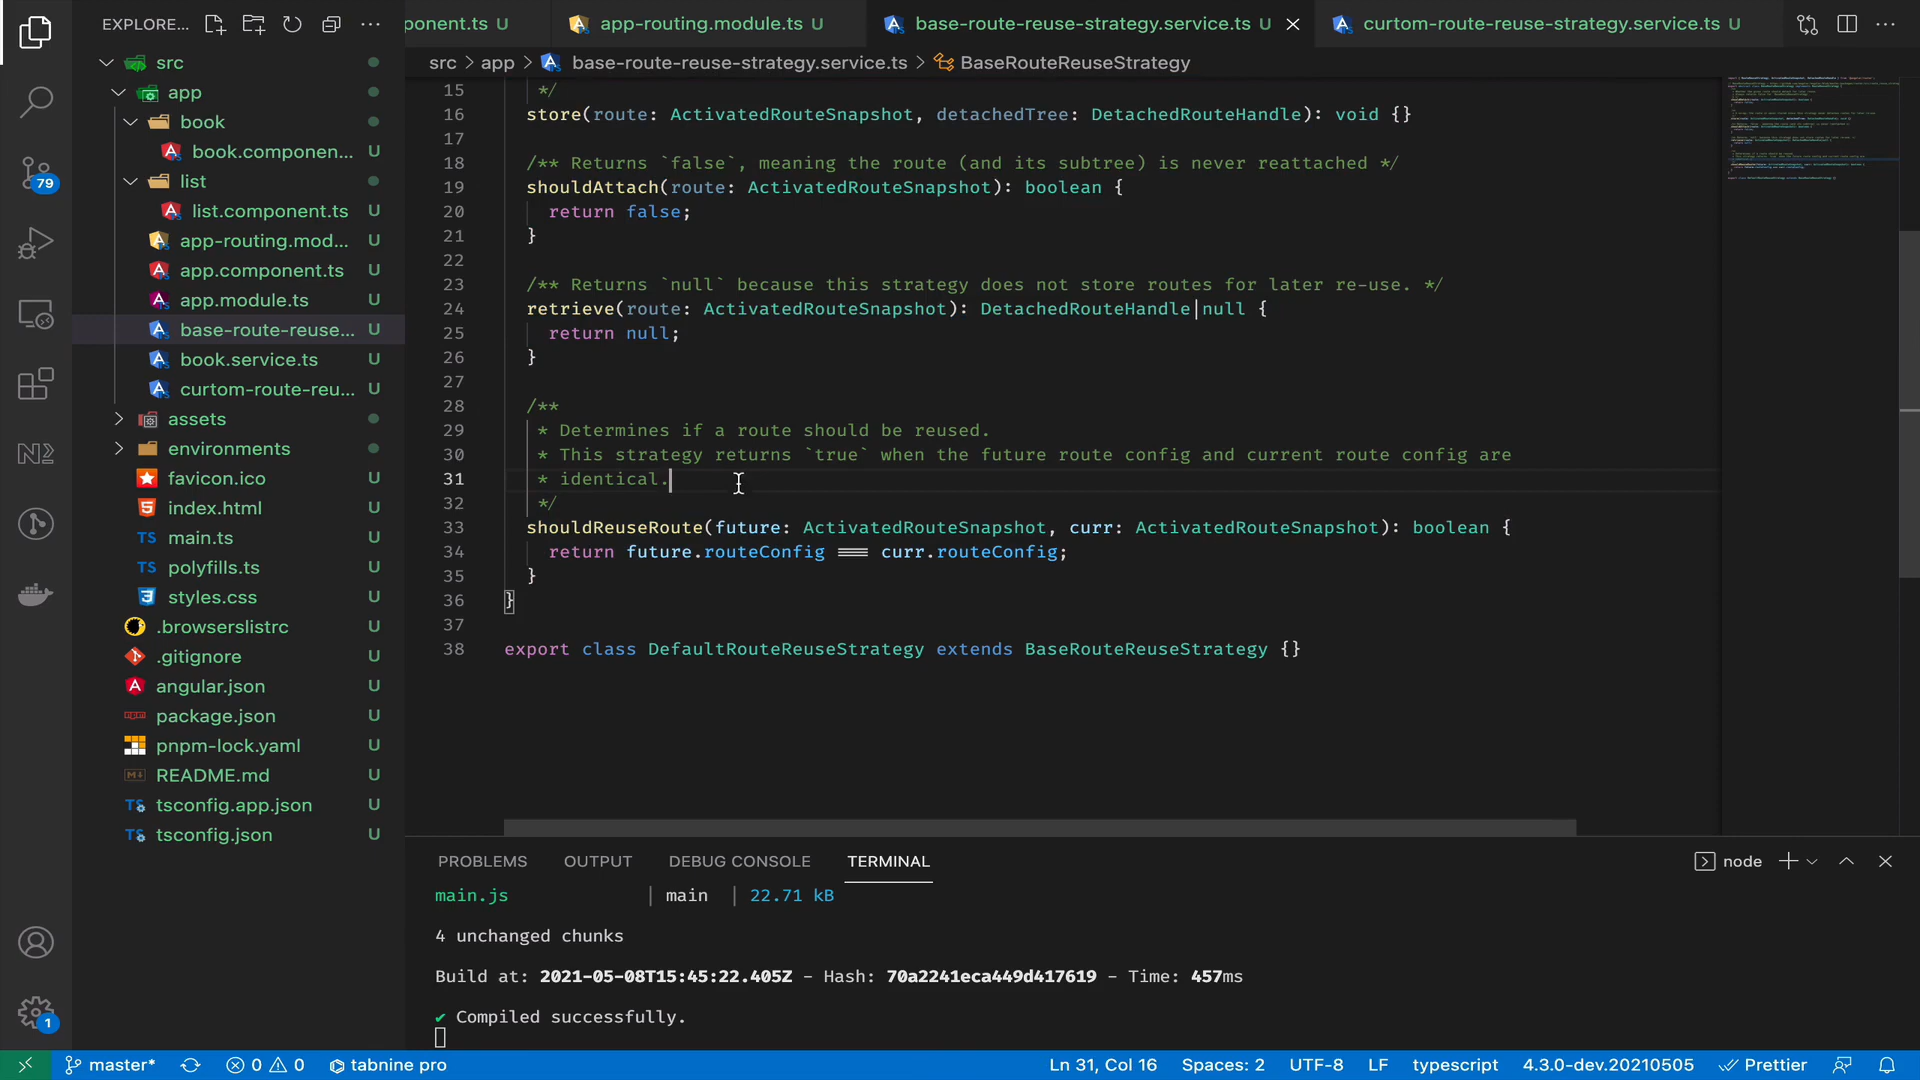 EXPLORE...
ponent.ts U
app-routing.module.ts U
base-route-reuse-strategy.service.ts U
curtom-route-reuse-strategy.service.ts U
src > app > base-route-reuse-strategy.service.ts > BaseRouteReuseStrategy
src
app
book
book.componen... U
list
list.component.ts U
app-routing.mod... U
app.component.ts U
app.module.ts U
base-route-reuse... U
book.service.ts U
curtom-route-reu... U
assets
environments
favicon.ico U
index.html U
TS main.ts U
TS polyfills.ts U
styles.css U
.browserslistrc U
.gitignore U
angular.json U
package.json U
pnpm-lock.yaml U
README.md U
TS tsconfig.app.json U
TS tsconfig.json U
79
1
15 */
16 store(route: ActivatedRouteSnapshot, detachedTree: DetachedRouteHandle): void {}
17
18 /** Returns `false`, meaning the route (and its subtree) is never reattached */
19 shouldAttach(route: ActivatedRouteSnapshot): boolean {
20 return false;
21 }
22
23 /** Returns `null` because this strategy does not store routes for later re-use. */
24 retrieve(route: ActivatedRouteSnapshot): DetachedRouteHandle|null {
25 return null;
26 }
27
28 /**
29 * Determines if a route should be reused.
30 * This strategy returns `true` when the future route config and current route config are
31 * identical.
32 */
33 shouldReuseRoute(future: ActivatedRouteSnapshot, curr: ActivatedRouteSnapshot): boolean {
34 return future.routeConfig === curr.routeConfig;
35 }
36 }
37
38 export class DefaultRouteReuseStrategy extends BaseRouteReuseStrategy {}
PROBLEMS OUTPUT DEBUG CONSOLE TERMINAL
node
main.js | main | 22.71 kB
4 unchanged chunks
Build at: 2021-05-08T15:45:22.405Z - Hash: 70a2241eca449d417619 - Time: 457ms
✔ Compiled successfully.
master* 0 0 tabnine pro
Ln 31, Col 16 Spaces: 2 UTF-8 LF typescript 4.3.0-dev.20210505 Prettier